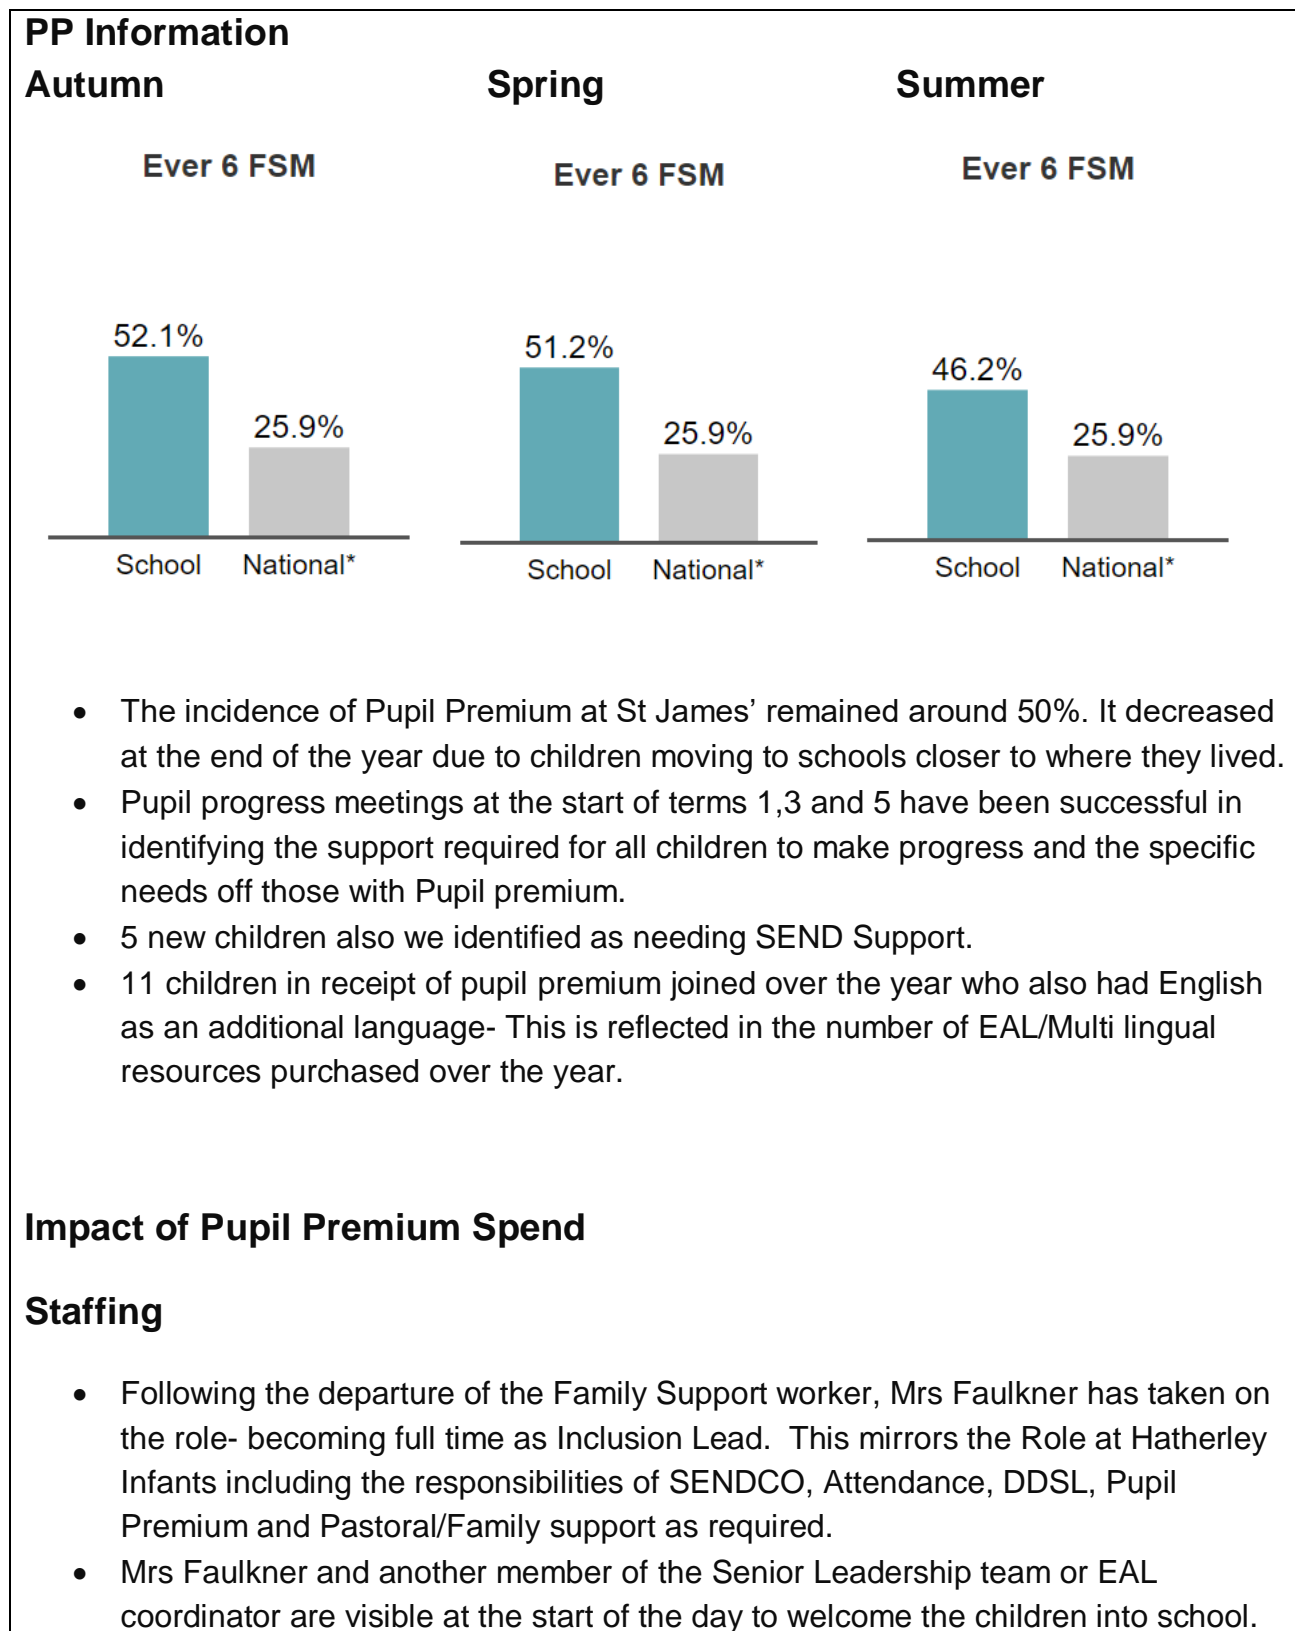 PP Information
Autumn Spring Summer
Ever 6 FSM Ever 6 FSM Ever 6 FSM
52.1% 25.9% 51.2% 25.9% 46.2% 25.9%
School National* School National* School National*
• The incidence of Pupil Premium at St James’ remained around 50%. It decreased
at the end of the year due to children moving to schools closer to where they lived.
• Pupil progress meetings at the start of terms 1,3 and 5 have been successful in
identifying the support required for all children to make progress and the specific
needs off those with Pupil premium.
• 5 new children also we identified as needing SEND Support.
• 11 children in receipt of pupil premium joined over the year who also had English
as an additional language- This is reflected in the number of EAL/Multi lingual
resources purchased over the year.
Impact of Pupil Premium Spend
Staffing
• Following the departure of the Family Support worker, Mrs Faulkner has taken on
the role- becoming full time as Inclusion Lead.  This mirrors the Role at Hatherley
Infants including the responsibilities of SENDCO, Attendance, DDSL, Pupil
Premium and Pastoral/Family support as required.
• Mrs Faulkner and another member of the Senior Leadership team or EAL
coordinator are visible at the start of the day to welcome the children into school.